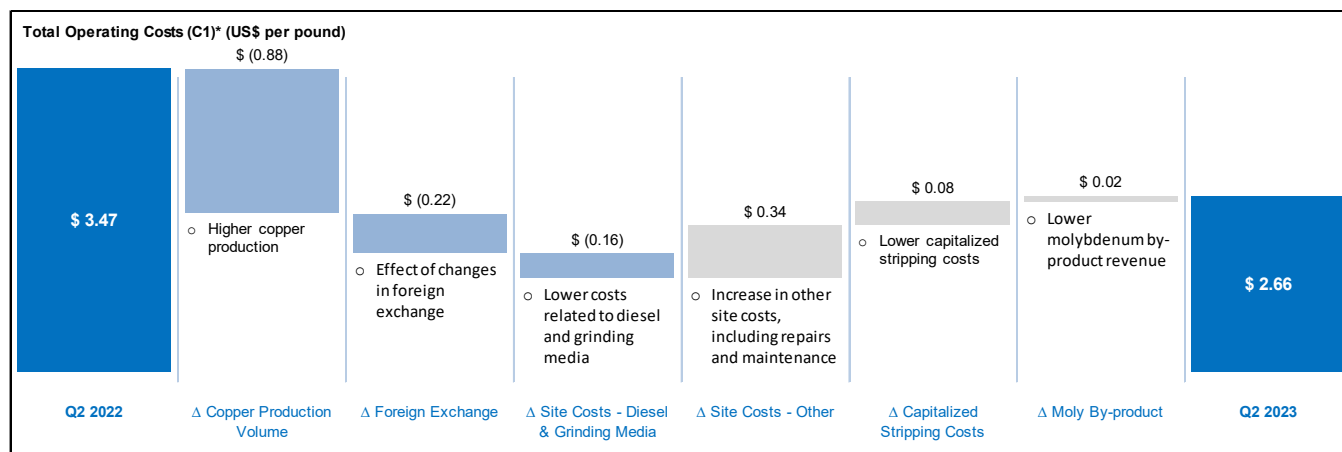 Total Operating Costs (C1)* (US$ per pound)
$ (0.88)
$ 3.47
○ Higher copper
production
$ (0.22)
○ Effect of changes
in foreign
exchange
$ (0.16)
○ Lower costs
related to diesel
and grinding
media
$ 0.34
○ Increase in other
site costs,
including repairs
and maintenance
$ 0.08
○ Lower capitalized
stripping costs
$ 0.02
○ Lower
molybdenum by-
product revenue
$ 2.66
Q2 2022
Δ Copper Production
Volume
Δ Foreign Exchange
Δ Site Costs - Diesel
& Grinding Media
Δ Site Costs - Other
Δ Capitalized
Stripping Costs
Δ Moly By-product
Q2 2023